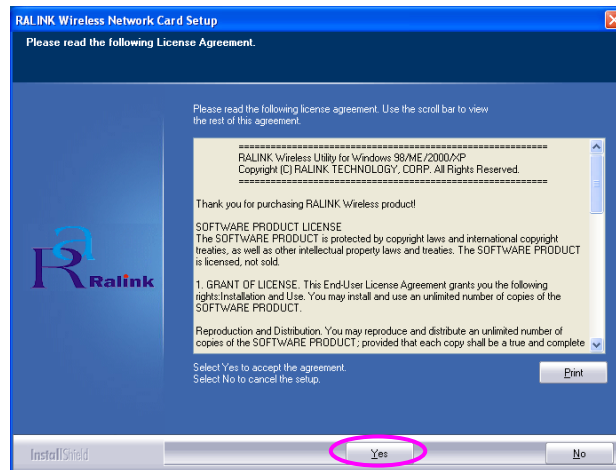 RALINK Wireless Network Card Setup
Please read the following License Agreement.
Please read the following license agreement. Use the scroll bar to view
the rest of this agreement.
============================================================
RALINK Wireless Utility for Windows 98/ME/2000/XP
Copyright (C) RALINK TECHNOLOGY, CORP. All Rights Reserved.
============================================================
Thank you for purchasing RALINK Wireless product!
SOFTWARE PRODUCT LICENSE
The SOFTWARE PRODUCT is protected by copyright laws and international copyright
treaties, as well as other intellectual property laws and treaties. The SOFTWARE PRODUCT
is licensed, not sold.
1. GRANT OF LICENSE. This End-User License Agreement grants you the following
rights:Installation and Use. You may install and use an unlimited number of copies of the
SOFTWARE PRODUCT.
Reproduction and Distribution. You may reproduce and distribute an unlimited number of
copies of the SOFTWARE PRODUCT; provided that each copy shall be a true and complete
Ralink
Select Yes to accept the agreement.
Select No to cancel the setup.
Print
InstallShield
Yes
No